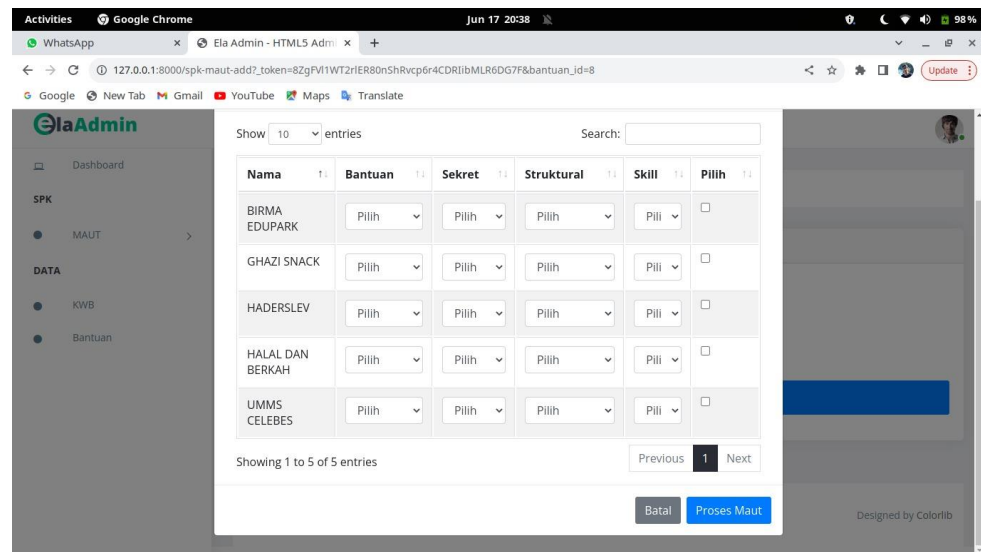 Activities Google Chrome Jun 17 20:38 98%
WhatsApp Ela Admin - HTML5 Adm
127.0.0.1:8000/spk-maut-add?_token=8ZgFVl1WT2rlER80nShRvcp6r4CDRIibMLR6DG7F&bantuan_id=8 Update
Google New Tab Gmail YouTube Maps Translate
ElaAdmin
Dashboard
SPK
MAUT
DATA
KWB
Bantuan
Show 10 entries Search:
Nama Bantuan Sekret Struktural Skill Pilih
BIRMA EDUPARK Pilih Pilih Pilih Pili
GHAZI SNACK Pilih Pilih Pilih Pili
HADERSLEV Pilih Pilih Pilih Pili
HALAL DAN BERKAH Pilih Pilih Pilih Pili
UMMS CELEBES Pilih Pilih Pilih Pili
Showing 1 to 5 of 5 entries Previous 1 Next
Batal Proses Maut
Designed by Colorlib